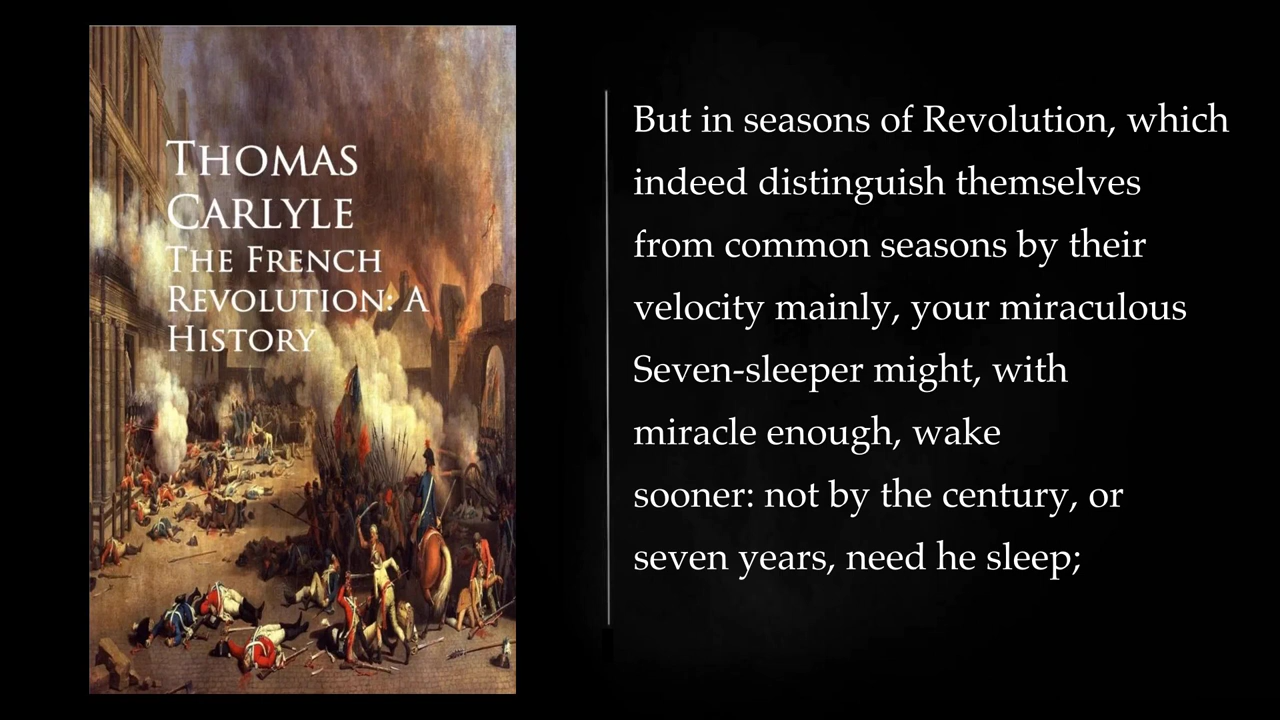 THOMAS
CARLYLE
THE FRENCH
REVOLUTION: A
HISTORY
But in seasons of Revolution, which
indeed distinguish themselves
from common seasons by their
velocity mainly, your miraculous
Seven-sleeper might, with
miracle enough, wake
sooner: not by the century, or
seven years, need he sleep;